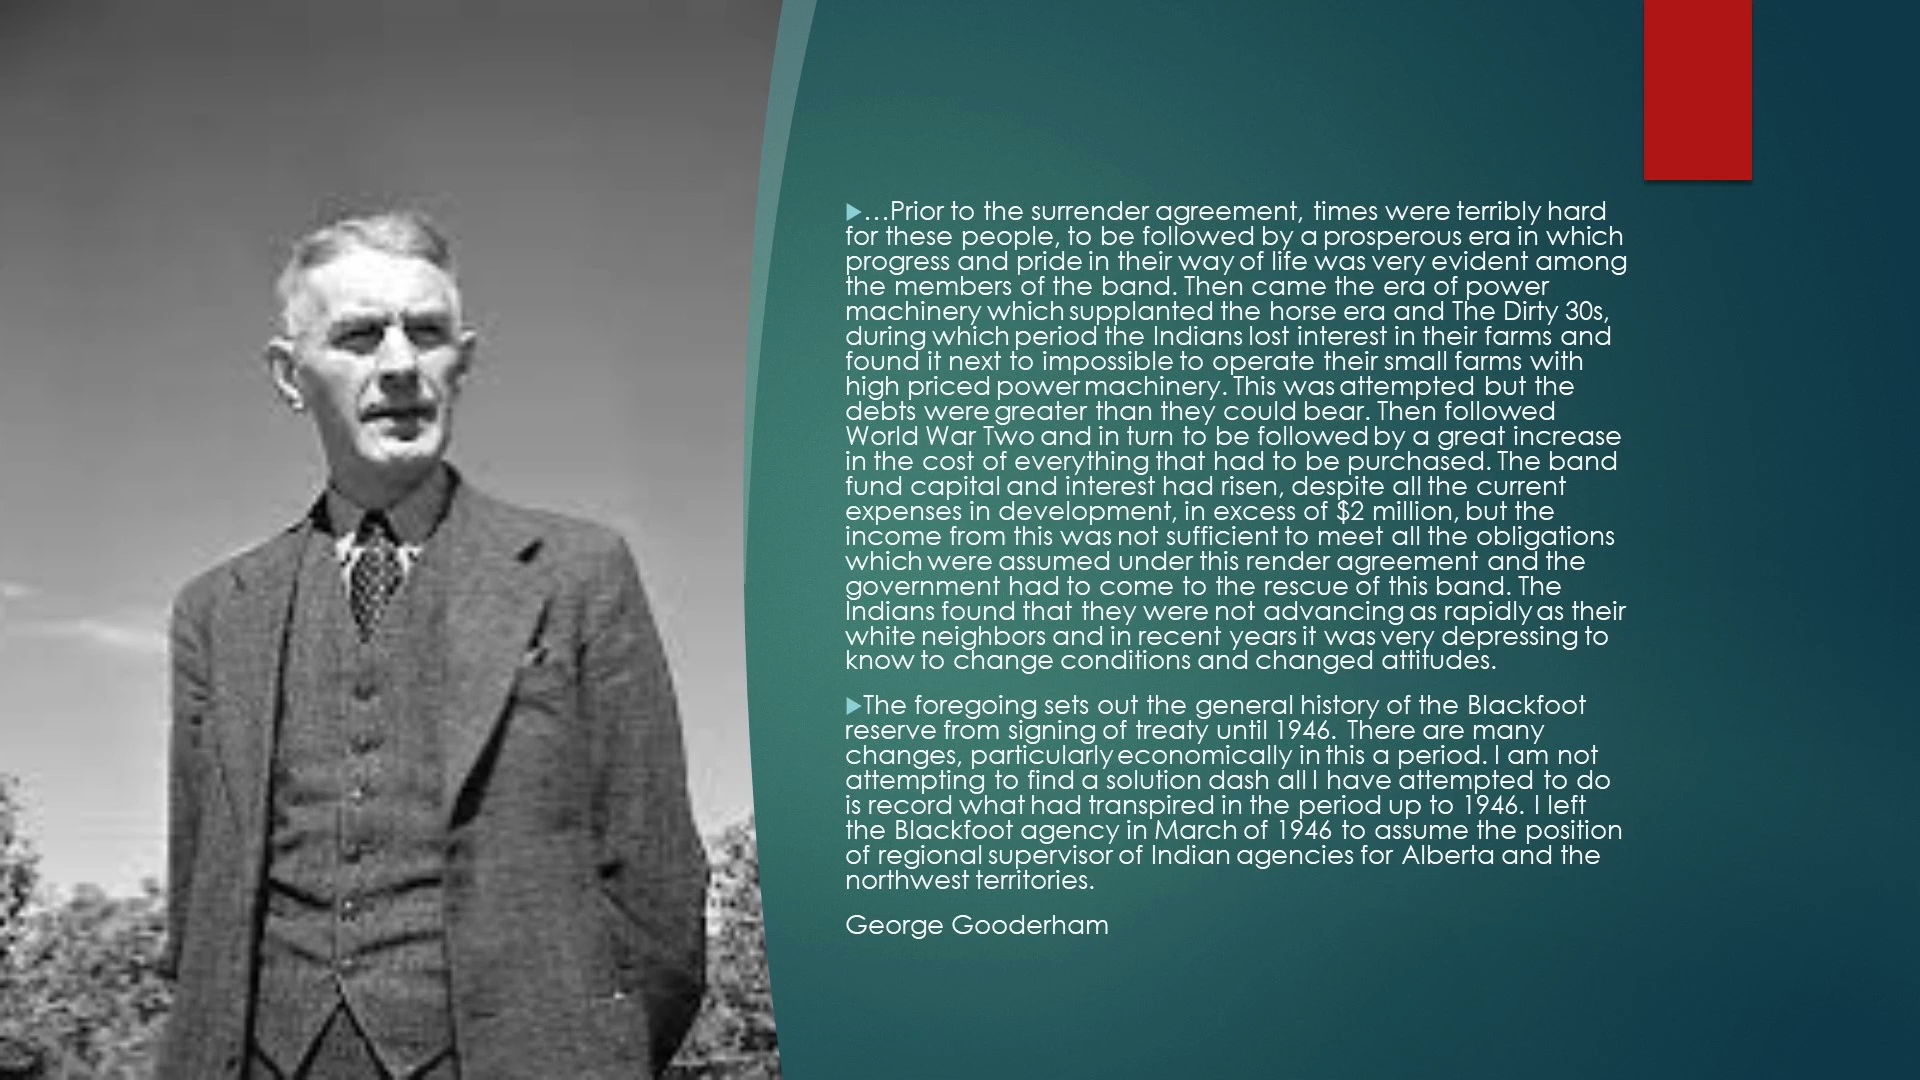 …Prior to the surrender agreement, times were terribly hard
for these people, to be followed by a prosperous era in which
progress and pride in their way of life was very evident among
the members of the band. Then came the era of power
machinery which supplanted the horse era and The Dirty 30s,
during which period the Indians lost interest in their farms and
found it next to impossible to operate their small farms with
high priced power machinery. This was attempted but the
debts were greater than they could bear. Then followed
World War Two and in turn to be followed by a great increase
in the cost of everything that had to be purchased. The band
fund capital and interest had risen, despite all the current
expenses in development, in excess of $2 million, but the
income from this was not sufficient to meet all the obligations
which were assumed under this render agreement and the
government had to come to the rescue of this band. The
Indians found that they were not advancing as rapidly as their
white neighbors and in recent years it was very depressing to
know to change conditions and changed attitudes.
The foregoing sets out the general history of the Blackfoot
reserve from signing of treaty until 1946. There are many
changes, particularly economically in this a period. I am not
attempting to find a solution dash all I have attempted to do
is record what had transpired in the period up to 1946. I left
the Blackfoot agency in March of 1946 to assume the position
of regional supervisor of Indian agencies for Alberta and the
northwest territories.
George Gooderham